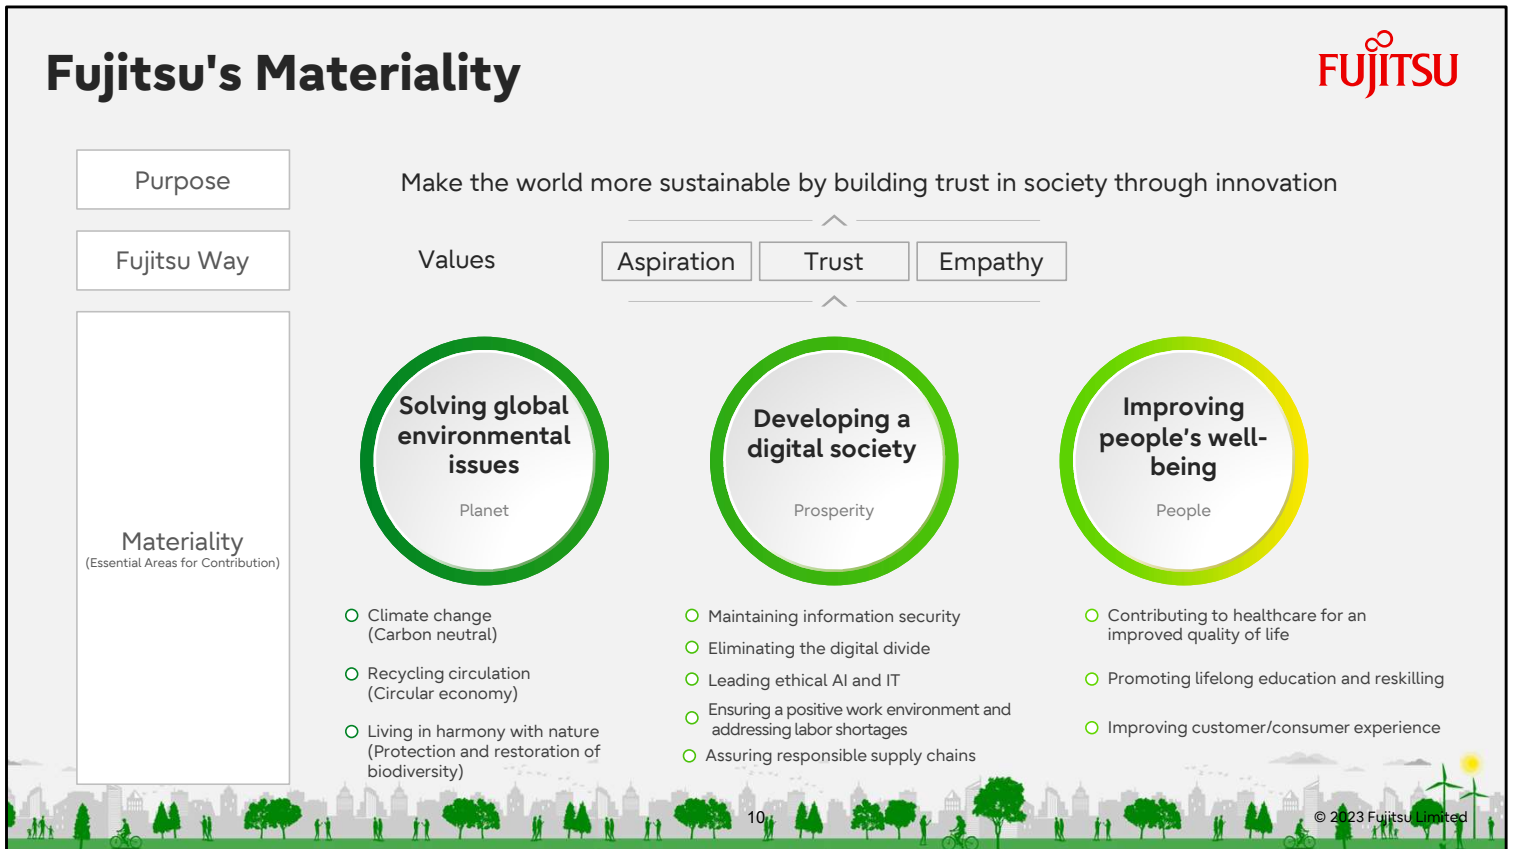 Fujitsu's Materiality
FUJITSU
Purpose
Make the world more sustainable by building trust in society through innovation
Fujitsu Way
Values
Aspiration
Trust
Empathy
Materiality
(Essential Areas for Contribution)
Solving global
environmental
issues
Planet
Climate change
(Carbon neutral)
Recycling circulation
(Circular economy)
Living in harmony with nature
(Protection and restoration of
biodiversity)
Developing a
digital society
Prosperity
Maintaining information security
Eliminating the digital divide
Leading ethical AI and IT
Ensuring a positive work environment and
addressing labor shortages
Assuring responsible supply chains
Improving
people's well-
being
People
Contributing to healthcare for an
improved quality of life
Promoting lifelong education and reskilling
Improving customer/consumer experience
10
© 2023 Fujitsu Limited